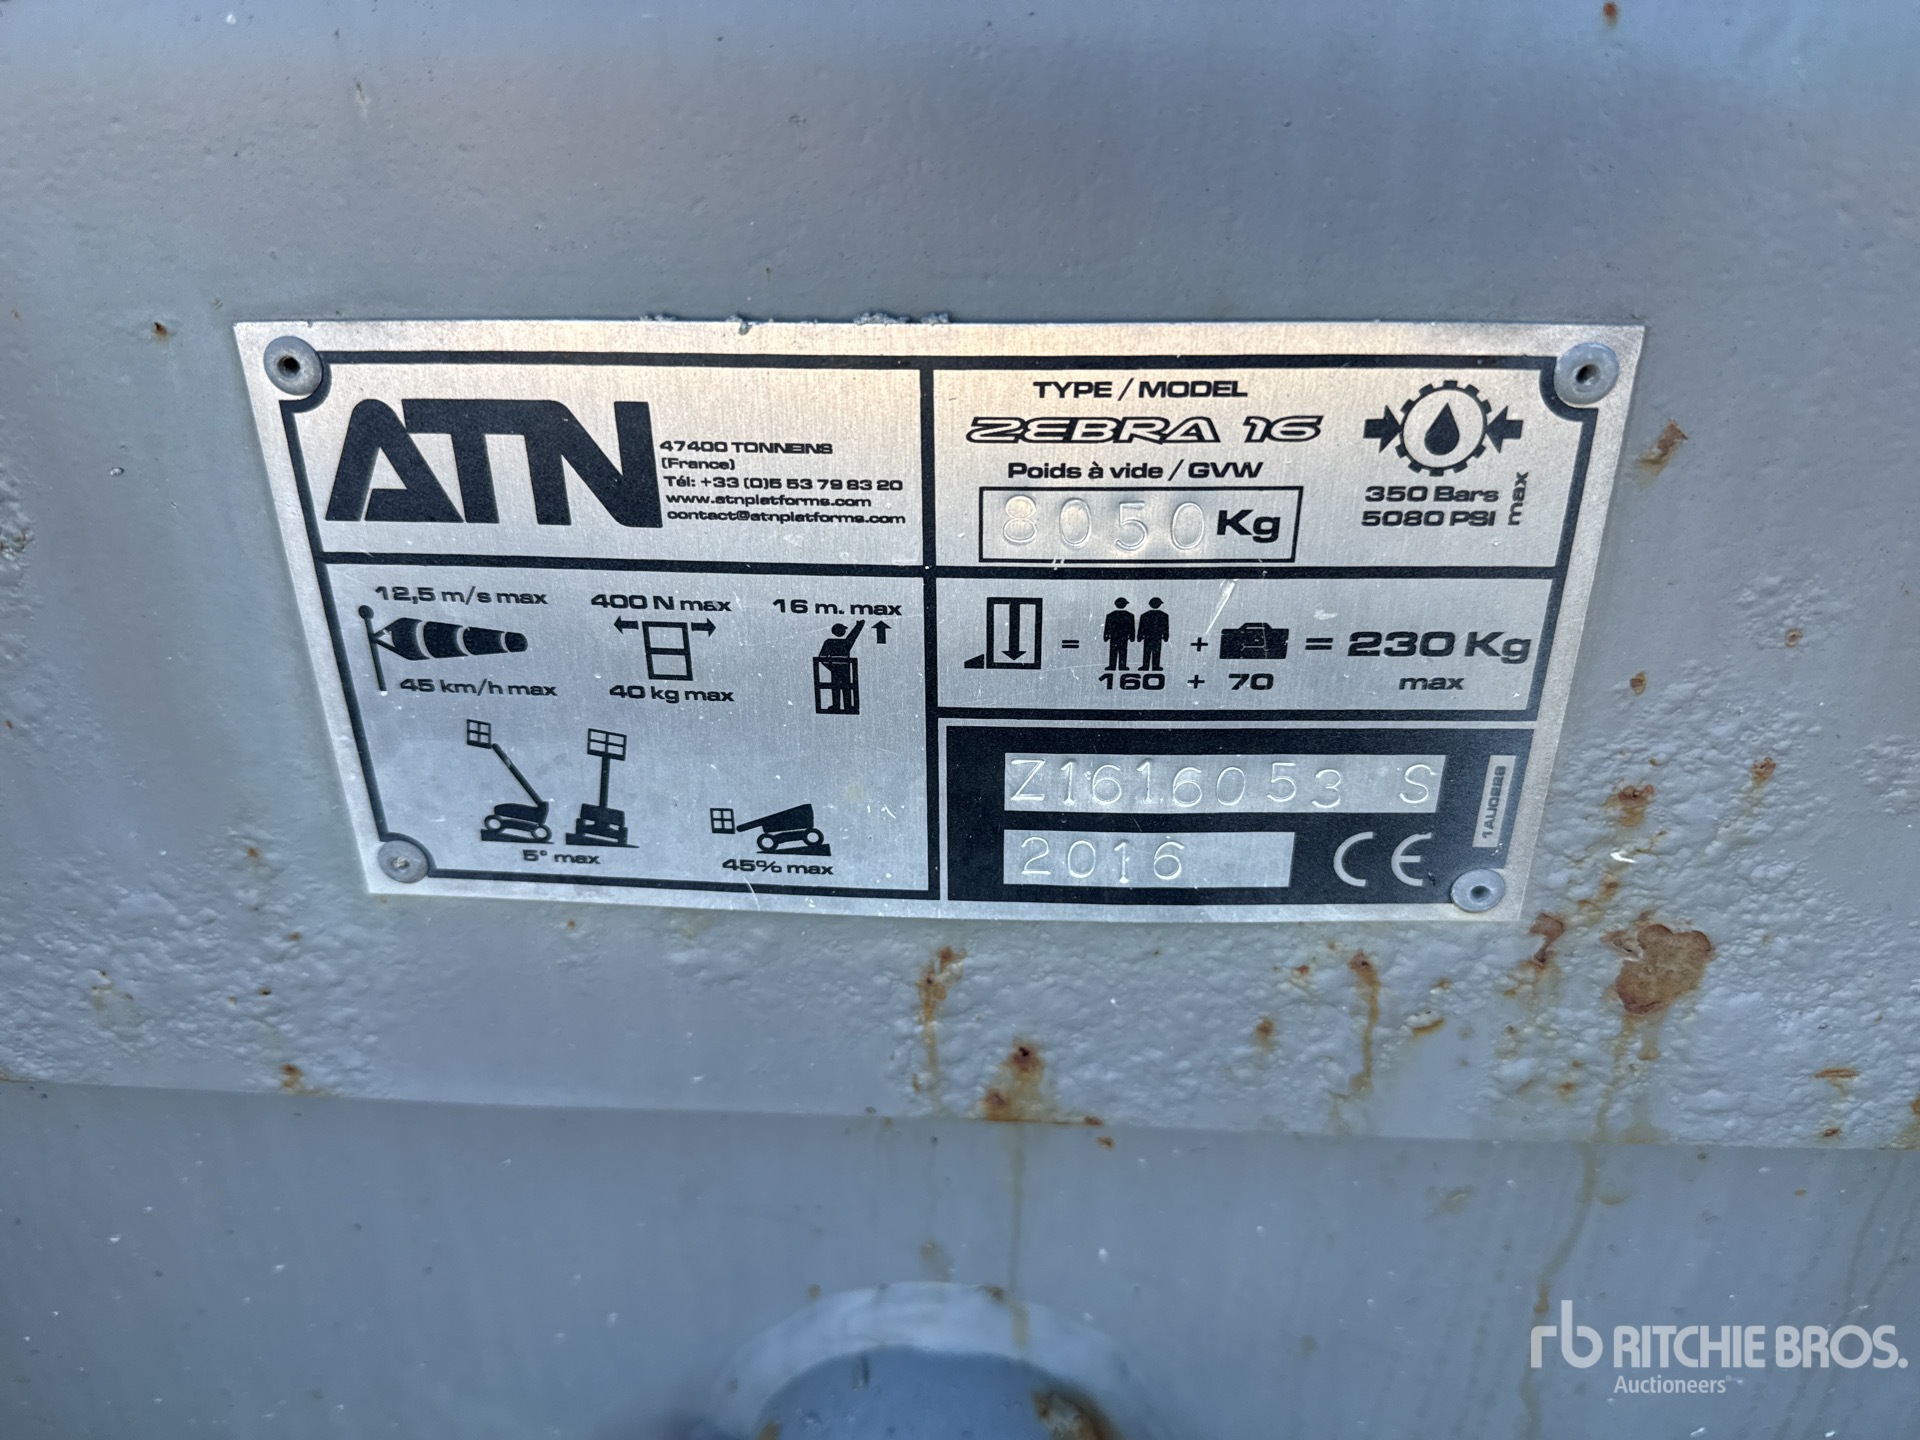 ATN
47400 TONNEINS
(France)
Tél: +33 (0)5 53 79 83 20
www.atnplatforms.com
contact@atnplatforms.com
TYPE / MODEL
ZEBRA 16
Poids à vide / GVW
8050 Kg
350 Bars
5080 PSI
max
12,5 m/s max
45 km/h max
400 N max
40 kg max
16 m. max
5° max
45% max
= + = 230 Kg
160 + 70 max
Z1616053 S
2016 CE
1AU028
rb RITCHIE BROS.
Auctioneers